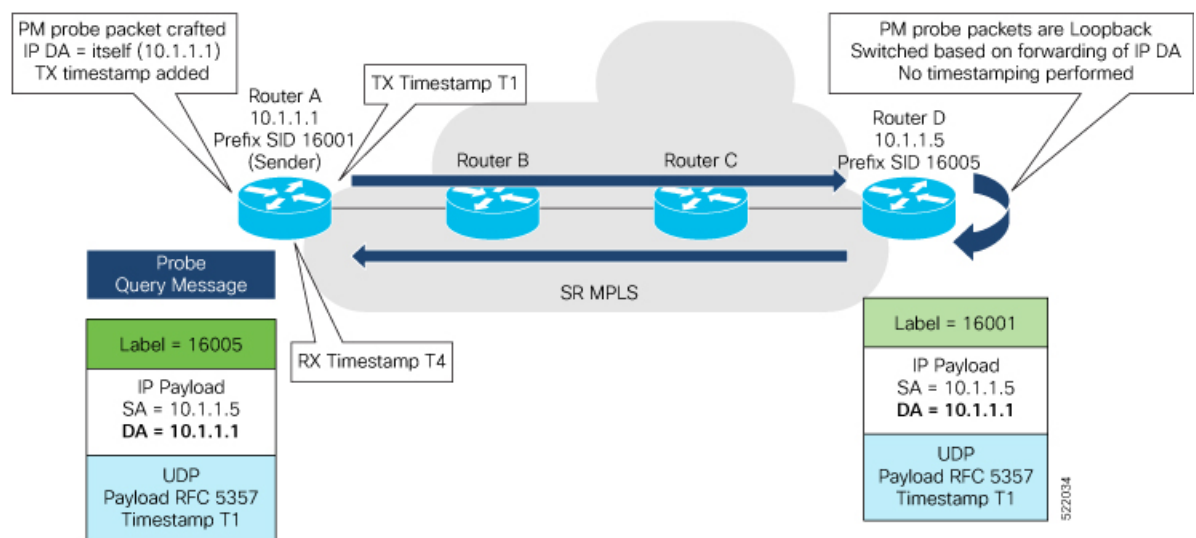 PM probe packet crafted
IP DA = itself (10.1.1.1)
TX timestamp added
TX Timestamp T1
PM probe packets are Loopback
Switched based on forwarding of IP DA
No timestamping performed
Router A
10.1.1.1
Prefix SID 16001
(Sender)
Router B
Router C
Router D
10.1.1.5
Prefix SID 16005
Probe
Query Message
SR MPLS
RX Timestamp T4
Label = 16005
IP Payload
SA = 10.1.1.5
DA = 10.1.1.1
UDP
Payload RFC 5357
Timestamp T1
Label = 16001
IP Payload
SA = 10.1.1.5
DA = 10.1.1.1
UDP
Payload RFC 5357
Timestamp T1
522034